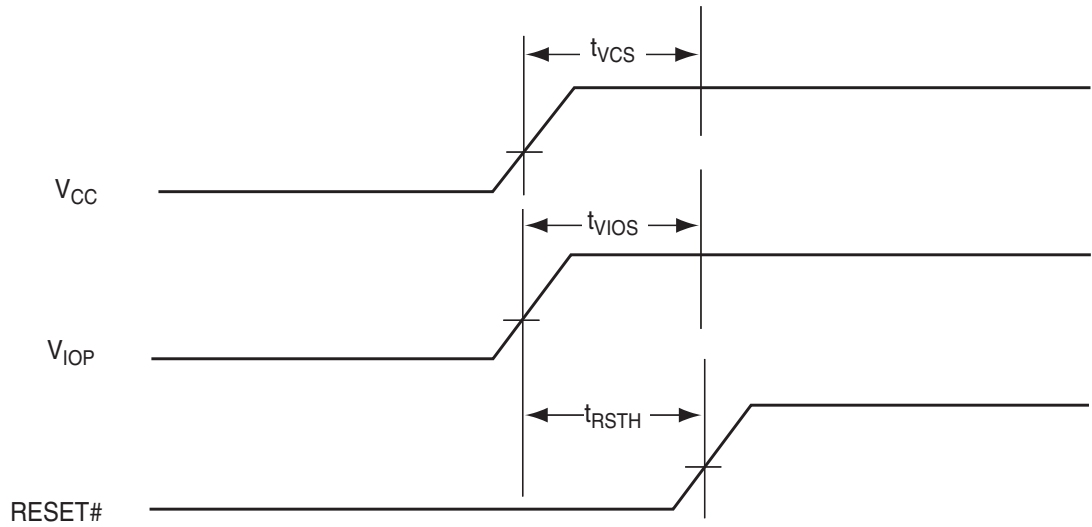 tVCS
VCC
tVIOS
VIOP
tRSTH
RESET#